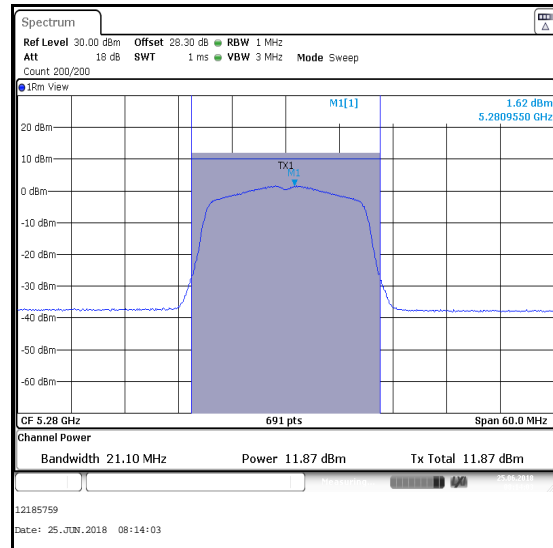 Spectrum
Ref Level 30.00 dBm Offset 28.30 dB RBW 1 MHz
Att 18 dB SWT 1 ms VBW 3 MHz Mode Sweep
Count 200/200
1Rm View
M1[1] 1.62 dBm
5.2809550 GHz
20 dBm
10 dBm
TX1
M1
0 dBm
-10 dBm
-20 dBm
-30 dBm
-40 dBm
-50 dBm
-60 dBm
CF 5.28 GHz 691 pts Span 60.0 MHz
Channel Power
Bandwidth 21.10 MHz Power 11.87 dBm Tx Total 11.87 dBm
Measuring... 25.06.2018
12185759
Date: 25.JUN.2018 08:14:03